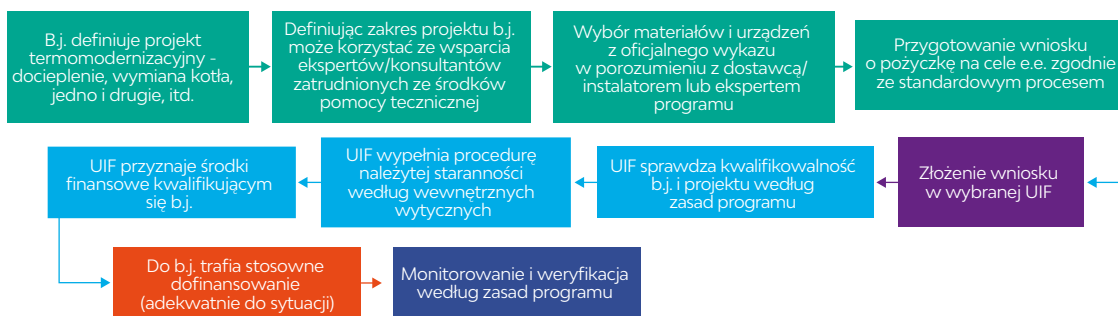 B.j. definiuje projekt
termomodernizacyjny -
docieplenie, wymiana kotła,
jedno i drugie, itd.
Definiując zakres projektu b.j.
może korzystać ze wsparcia
ekspertów/konsultantów
zatrudnionych ze środków
pomocy tecznicznej
Wybór materiałów i urządzeń
z oficjalnego wykazu
w porozumieniu z dostawcą/
instalatorem lub ekspertem
programu
Przygotowanie wniosku
o pożyczkę na cele e.e. zgodnie
ze standardowym procesem
Złożenie wniosku
w wybranej UIF
UIF sprawdza kwalifikowalność
b.j. i projektu według
zasad programu
UIF wypełnia procedurę
należytej staranności
według wewnętrznych
wytycznych
UIF przyznaje środki
finansowe kwalifikującym
się b.j.
Do b.j. trafia stosowne
dofinansowanie
(adekwatnie do sytuacji)
Monitorowanie i weryfikacja
według zasad programu